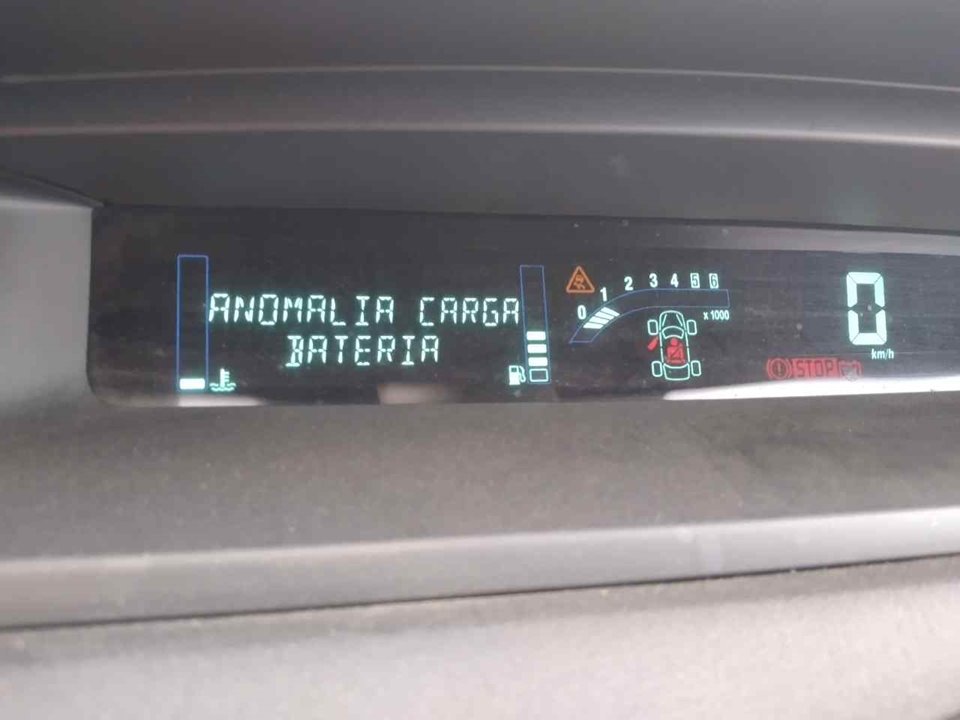 ANOMALIA CARGA
BATERIA
0 1 2 3 4 5 6
x 1000
0
km/h
STOP